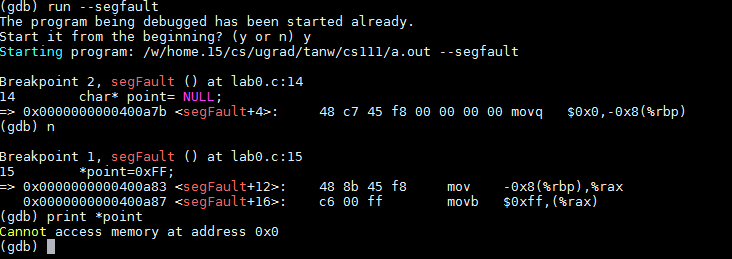 (gdb) run --segfault
The program being debugged has been started already.
Start it from the beginning? (y or n) y
Starting program: /w/home.15/cs/ugrad/tanw/cs111/a.out --segfault

Breakpoint 2, segFault () at lab0.c:14
14        char* point= NULL;
=> 0x0000000000400a7b <segFault+4>:     48 c7 45 f8 00 00 00 00 movq   $0x0,-0x8(%rbp)
(gdb) n

Breakpoint 1, segFault () at lab0.c:15
15        *point=0xFF;
=> 0x0000000000400a83 <segFault+12>:    48 8b 45 f8     mov    -0x8(%rbp),%rax
   0x0000000000400a87 <segFault+16>:    c6 00 ff        movb   $0xff,(%rax)
(gdb) print *point
Cannot access memory at address 0x0
(gdb)